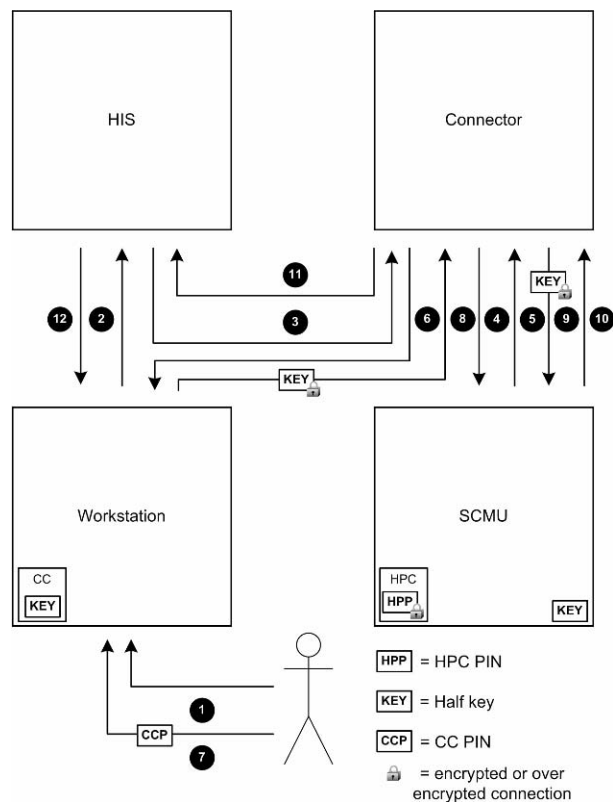 HIS
Connector
11
KEY
12
2
3
6
8
4
5
9
10
KEY
Workstation
SCMU
CC
KEY
HPC
HPP
KEY
1
CCP
7
HPP = HPC PIN
KEY = Half key
CCP = CC PIN
= encrypted or over
encrypted connection